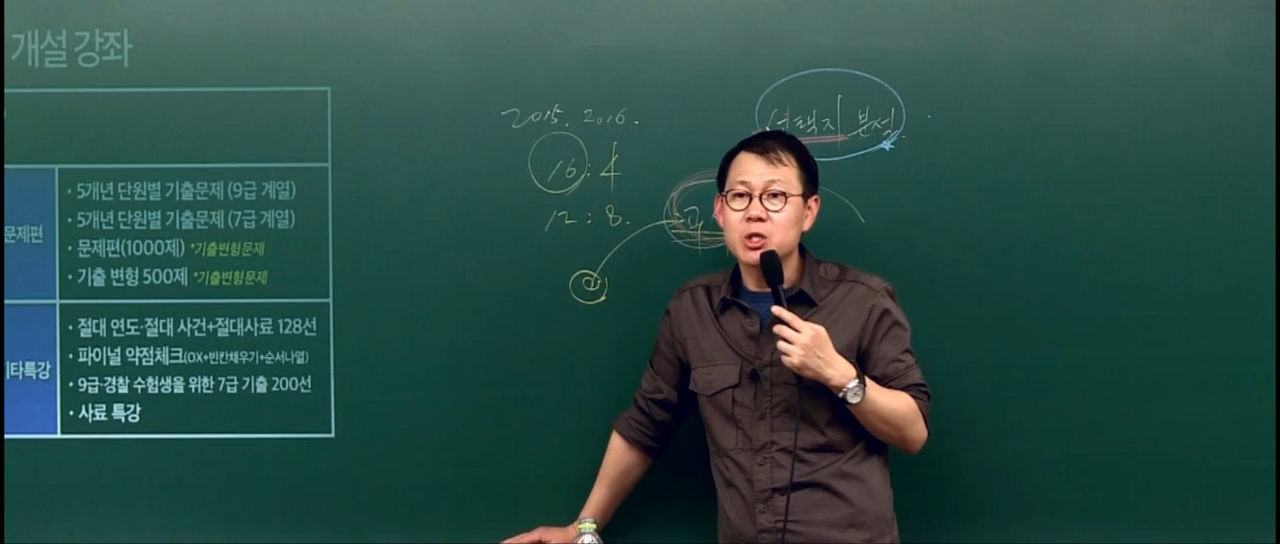 개설 강좌
문제편
• 5개년 단원별 기출문제 (9급 계열)
• 5개년 단원별 기출문제 (7급 계열)
• 문제편(1000제) *기출변형문제
• 기출 변형 500제 *기출변형문제
기타특강
• 절대 연도·절대 사건+절대사료 128선
• 파이널 약점체크(OX+빈칸채우기+순서나열)
• 9급·경찰 수험생을 위한 7급 기출 200선
• 사료 특강
2015. 2016.
16 : 4
12 : 8.
선택지 분석